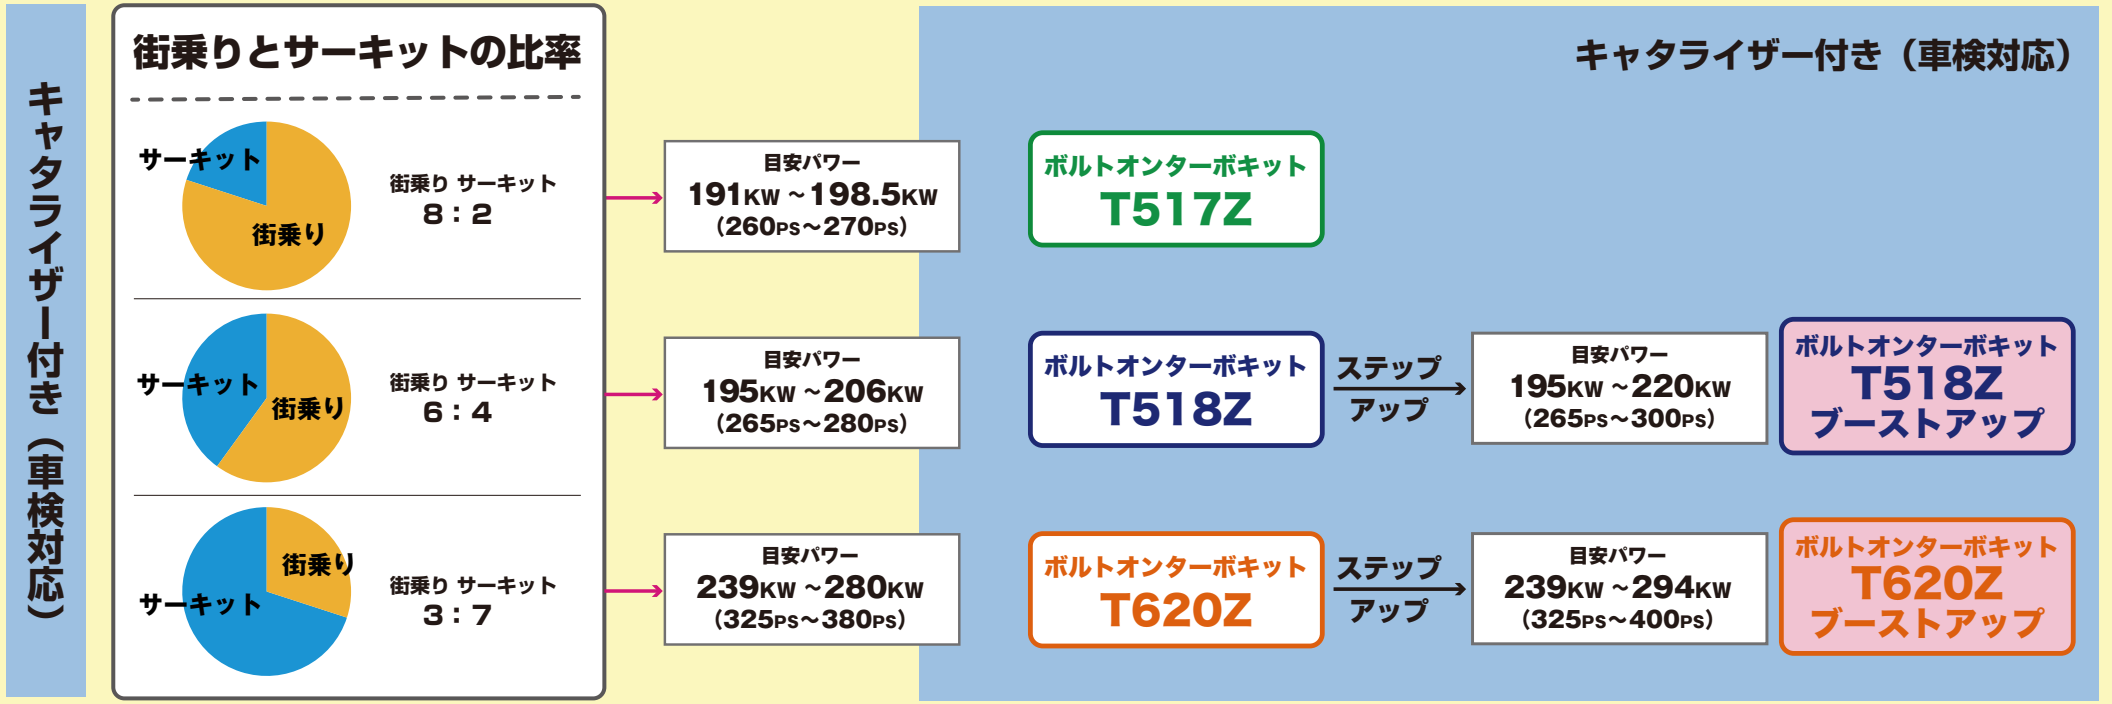 キャタライザー付き（車検対応）
街乗りとサーキットの比率
キャタライザー付き（車検対応）
サーキット
街乗り
街乗り サーキット
8：2
目安パワー
191KW ～198.5KW
（260PS～270PS）
ボルトオンターボキット
T517Z
サーキット
街乗り
街乗り サーキット
6：4
目安パワー
195KW ～206KW
（265PS～280PS）
ボルトオンターボキット
T518Z
ステップ
アップ
目安パワー
195KW ～220KW
（265PS～300PS）
ボルトオンターボキット
T518Z
ブーストアップ
街乗り
サーキット
街乗り サーキット
3：7
目安パワー
239KW ～280KW
（325PS～380PS）
ボルトオンターボキット
T620Z
ステップ
アップ
目安パワー
239KW ～294KW
（325PS～400PS）
ボルトオンターボキット
T620Z
ブーストアップ